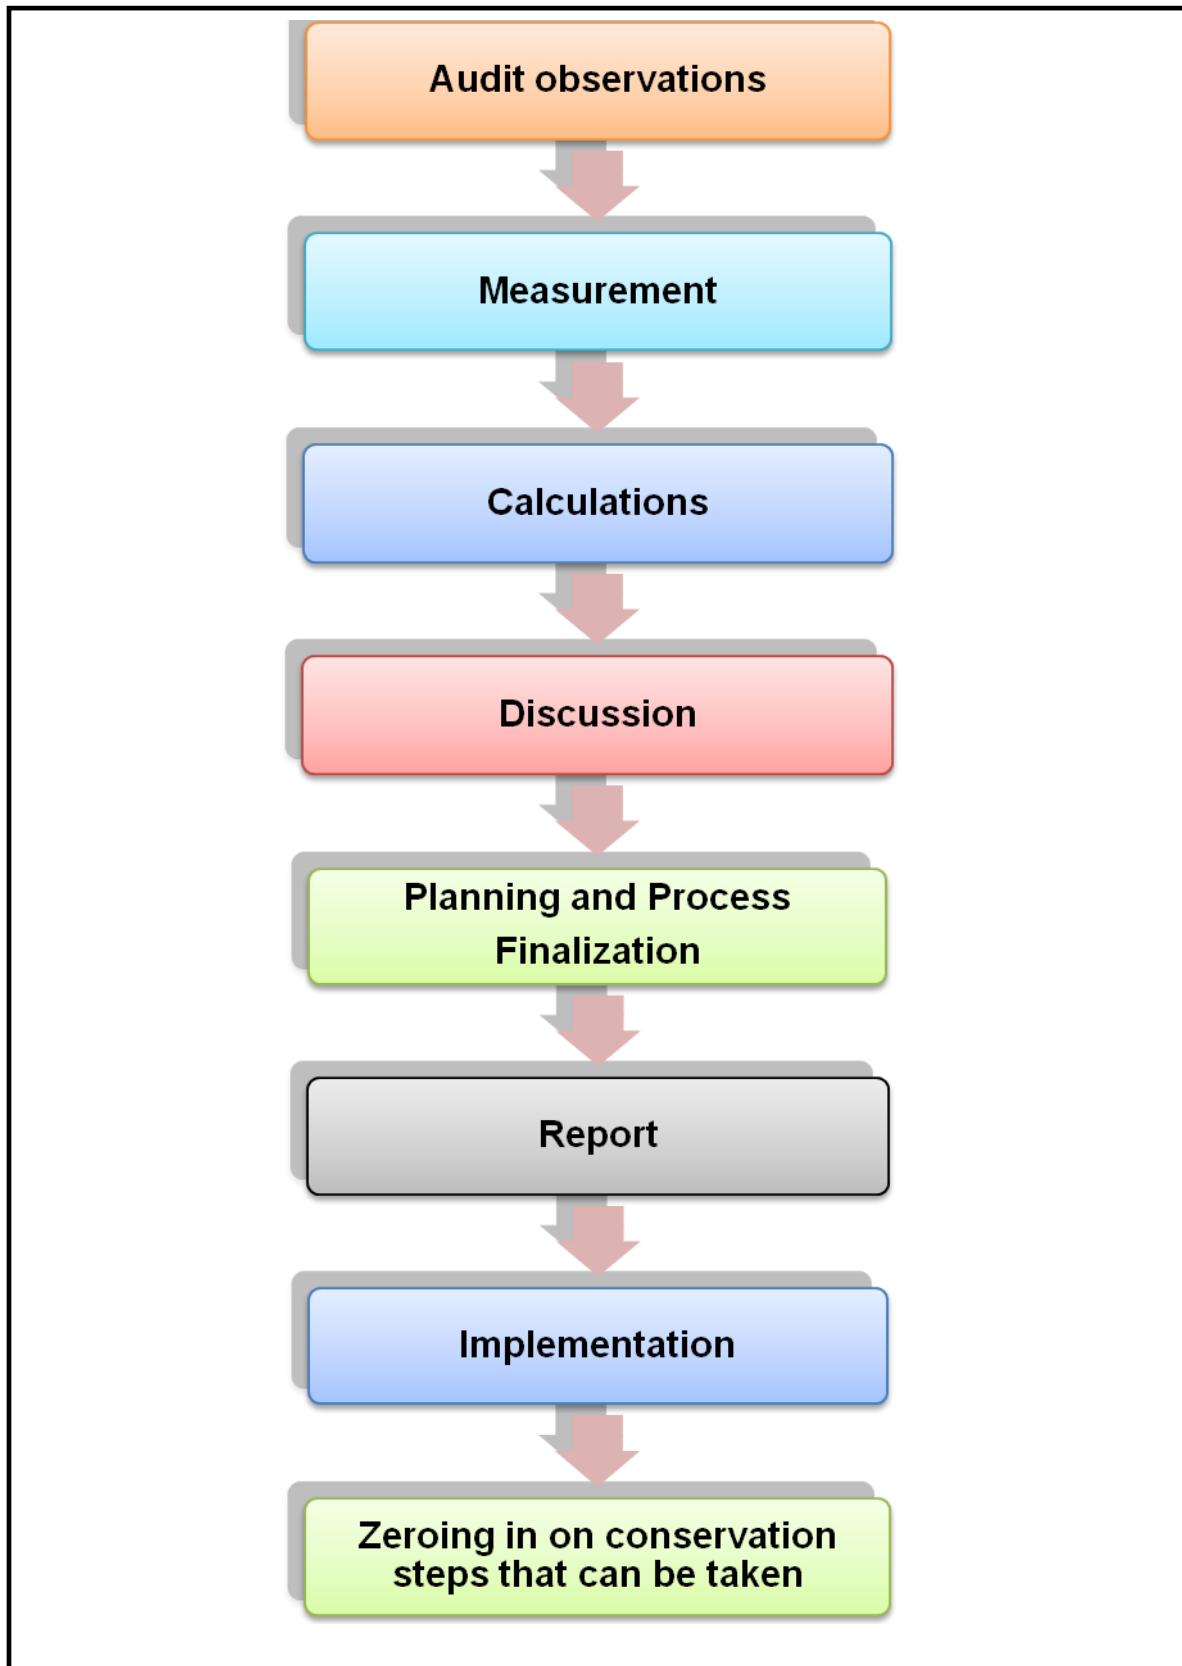 Audit observations
Measurement
Calculations
Discussion
Planning and Process
Finalization
Report
Implementation
Zeroing in on conservation
steps that can be taken